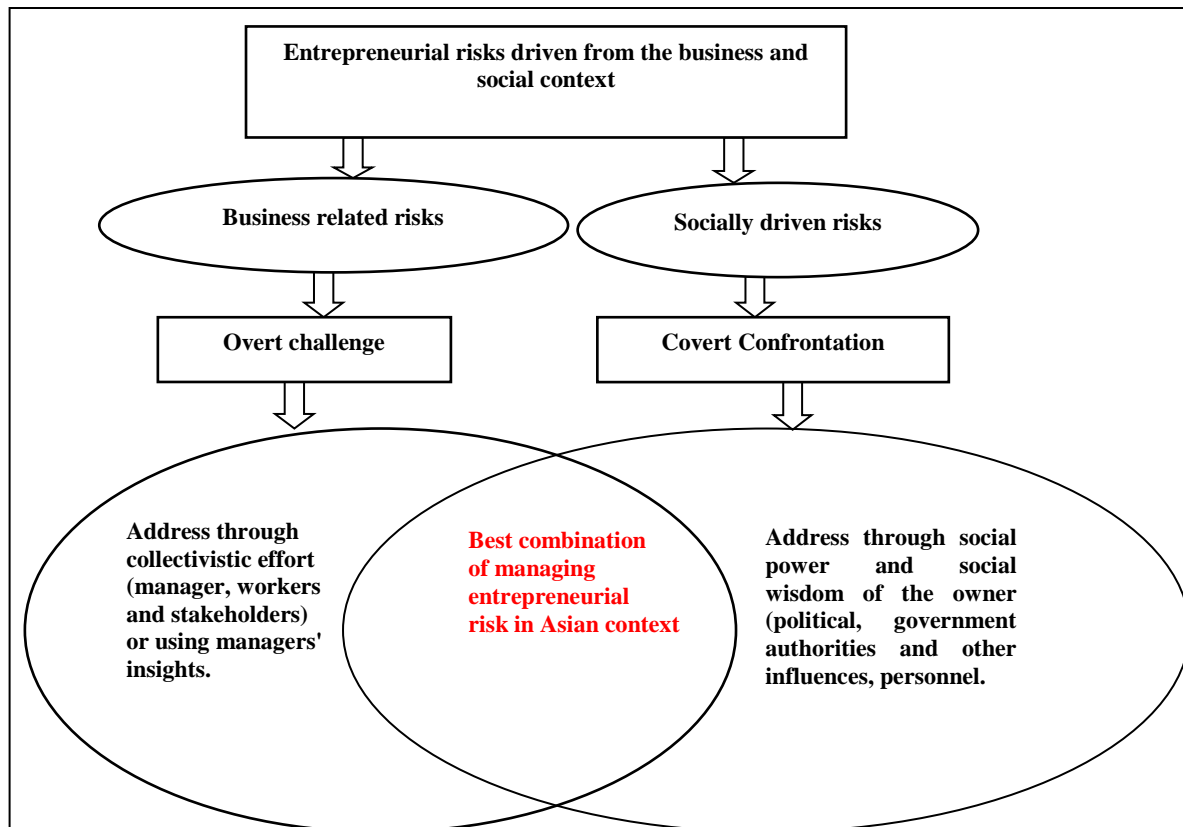 Entrepreneurial risks driven from the business and
social context
Business related risks
Socially driven risks
Overt challenge
Covert Confrontation
Address through
collectivistic effort
(manager, workers
and stakeholders)
or using managers'
insights.
Best combination
of managing
entrepreneurial
risk in Asian context
Address through social
power and social
wisdom of the owner
(political, government
authorities and other
influences, personnel.